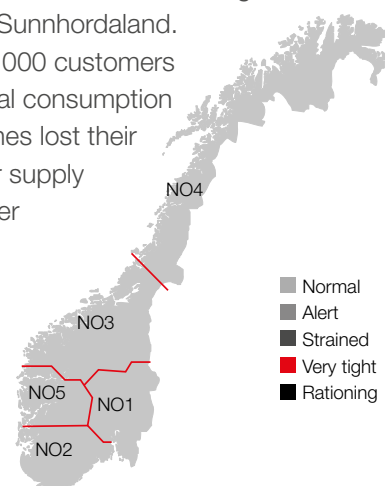 Sunnhordaland.
000 customers
al consumption
nes lost their
r supply
er
NO4
NO3
NO5
NO1
NO2
Normal
Alert
Strained
Very tight
Rationing